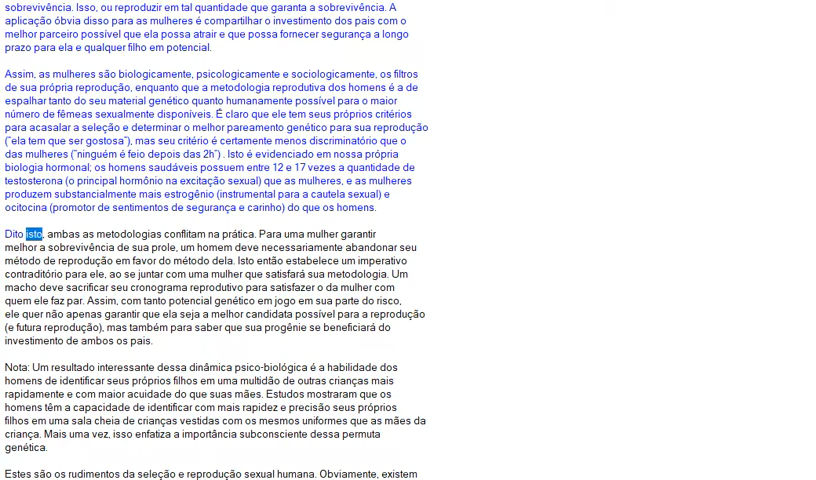 sobrevivência. Isso, ou reproduzir em tal quantidade que garanta a sobrevivência. A
aplicação óbvia disso para as mulheres é compartilhar o investimento dos pais com o
melhor parceiro possível que ela possa atrair e que possa fornecer segurança a longo
prazo para ela e qualquer filho em potencial.
Assim, as mulheres são biologicamente, psicologicamente e sociologicamente, os filtros
de sua própria reprodução, enquanto que a metodologia reprodutiva dos homens é a de
espalhar tanto do seu material genético quanto humanamente possível para o maior
número de fêmeas sexualmente disponíveis. É claro que ele tem seus próprios critérios
para acasalar a seleção e determinar o melhor pareamento genético para sua reprodução
("ela tem que ser gostosa"), mas seu critério é certamente menos discriminatório que o
das mulheres ("ninguém é feio depois das 2h") . Isto é evidenciado em nossa própria
biologia hormonal; os homens saudáveis possuem entre 12 e 17 vezes a quantidade de
testosterona (o principal hormônio na excitação sexual) que as mulheres, e as mulheres
produzem substancialmente mais estrogênio (instrumental para a cautela sexual) e
ocitocina (promotor de sentimentos de segurança e carinho) do que os homens.
Dito isto, ambas as metodologias conflitam na prática. Para uma mulher garantir
melhor a sobrevivência de sua prole, um homem deve necessariamente abandonar seu
método de reprodução em favor do método dela. Isto então estabelece um imperativo
contraditório para ele, ao se juntar com uma mulher que satisfará sua metodologia. Um
macho deve sacrificar seu cronograma reprodutivo para satisfazer o da mulher com
quem ele faz par. Assim, com tanto potencial genético em jogo em sua parte do risco,
ele quer não apenas garantir que ela seja a melhor candidata possível para a reprodução
(e futura reprodução), mas também para saber que sua progênie se beneficiará do
investimento de ambos os pais.
Nota: Um resultado interessante dessa dinâmica psico-biológica é a habilidade dos
homens de identificar seus próprios filhos em uma multidão de outras crianças mais
rapidamente e com maior acuidade do que suas mães. Estudos mostraram que os
homens têm a capacidade de identificar com mais rapidez e precisão seus próprios
filhos em uma sala cheia de crianças vestidas com os mesmos uniformes que as mães da
criança. Mais uma vez, isso enfatiza a importância subconsciente dessa permuta
genética.
Estes são os rudimentos da seleção e reprodução sexual humana. Obviamente, existem